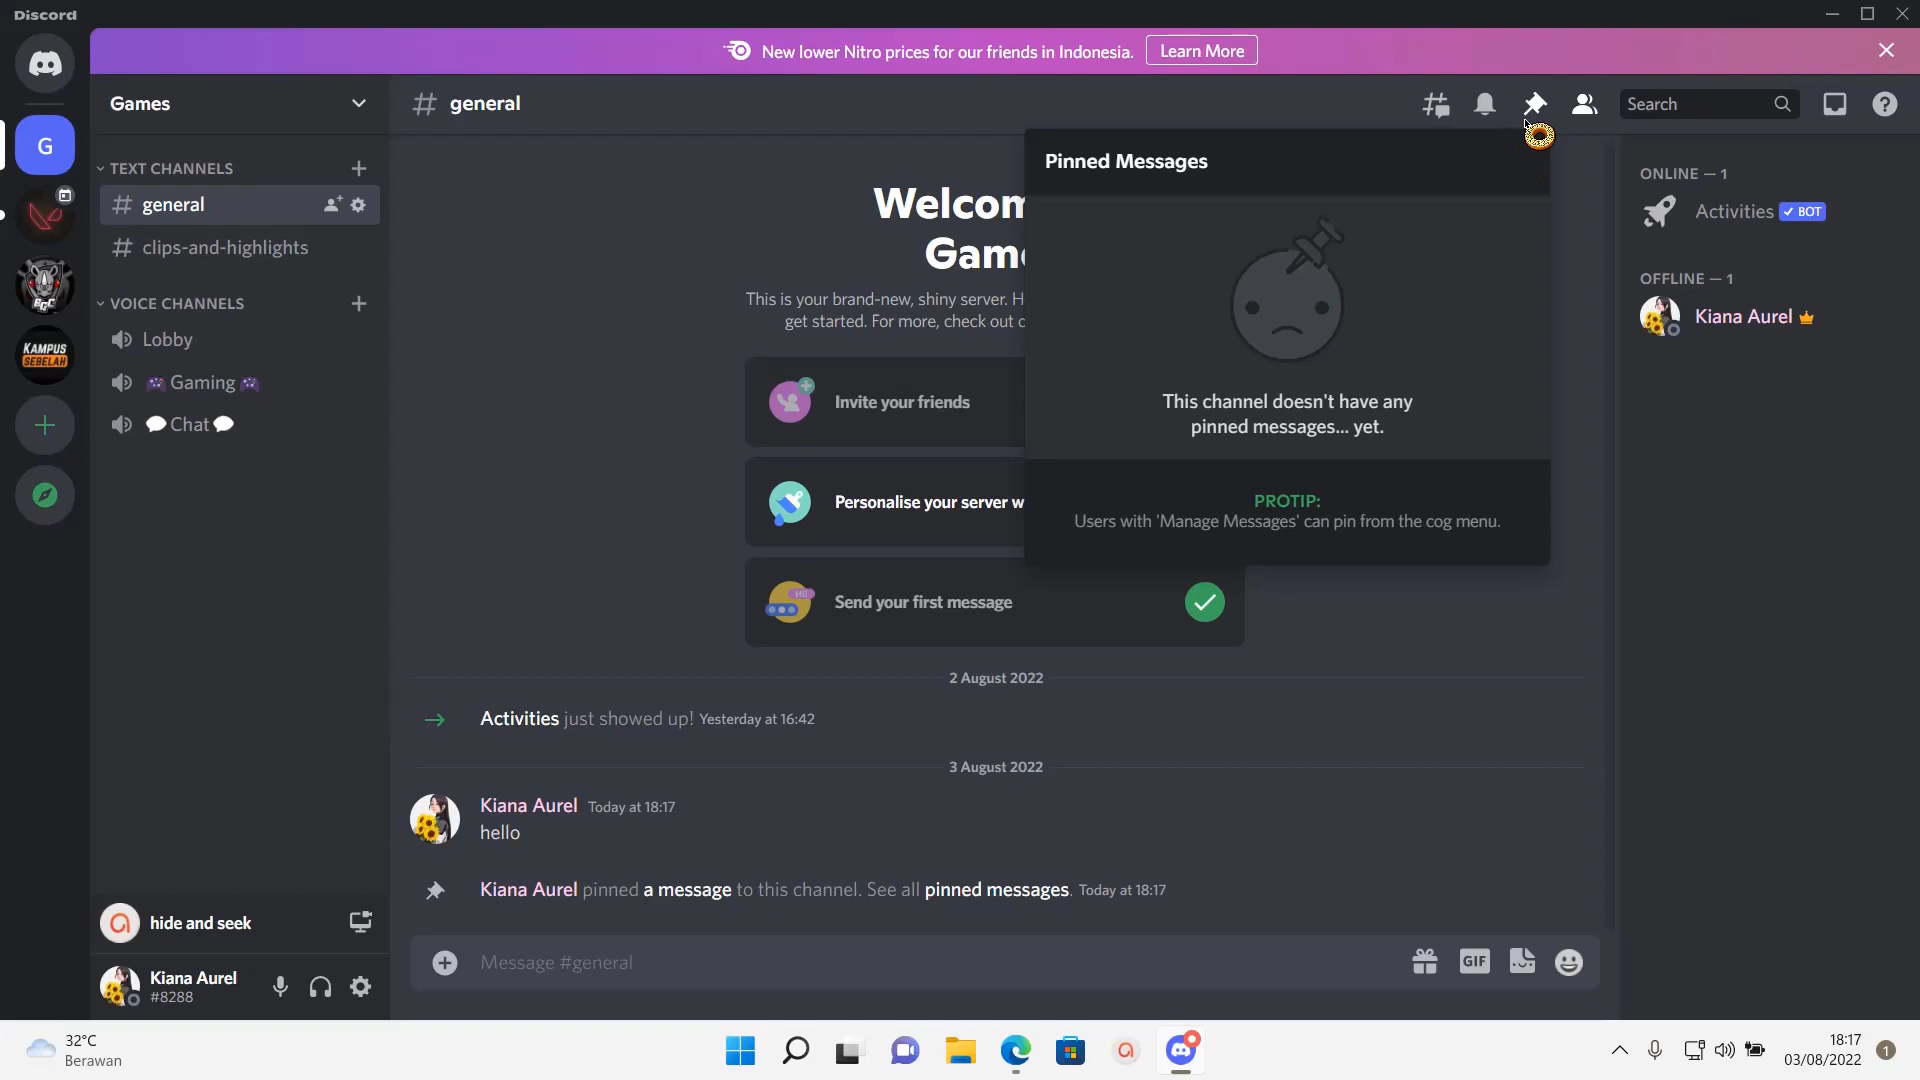 Discord
New lower Nitro prices for our friends in Indonesia.
Learn More
Games
general
Search
G
TEXT CHANNELS
general
clips-and-highlights
VOICE CHANNELS
Lobby
Gaming
Chat
BGC
KAMPUS
SEBELAH
Welcom
Game
This is your brand-new, shiny server. H
get started. For more, check out
Invite your friends
Personalise your server w
Hi!
Send your first message
Pinned Messages
This channel doesn't have any
pinned messages... yet.
PROTIP:
Users with 'Manage Messages' can pin from the cog menu.
ONLINE — 1
Activities BOT
OFFLINE — 1
Kiana Aurel
2 August 2022
Activities just showed up! Yesterday at 16:42
3 August 2022
Kiana Aurel Today at 18:17
hello
Kiana Aurel pinned a message to this channel. See all pinned messages. Today at 18:17
Message #general
GIF
hide and seek
Kiana Aurel
#8288
32°C
Berawan
18:17
03/08/2022
1